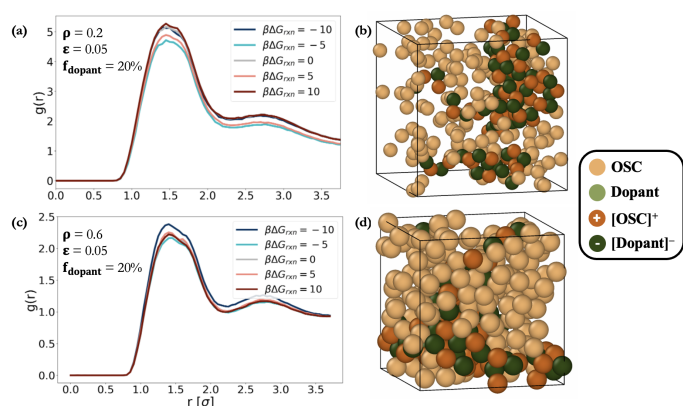 (a)
ρ = 0.2
ε = 0.05
f_dopant = 20%
βΔG_rxn = −10
βΔG_rxn = −5
βΔG_rxn = 0
βΔG_rxn = 5
βΔG_rxn = 10
g(r)
5
4
3
2
1
0
0.0 0.5 1.0 1.5 2.0 2.5 3.0 3.5
(b)
(c)
ρ = 0.6
ε = 0.05
f_dopant = 20%
βΔG_rxn = −10
βΔG_rxn = −5
βΔG_rxn = 0
βΔG_rxn = 5
βΔG_rxn = 10
g(r)
2.5
2.0
1.5
1.0
0.5
0.0
0.0 0.5 1.0 1.5 2.0 2.5 3.0 3.5
r [σ]
(d)
OSC
Dopant
+ [OSC]⁺
- [Dopant]⁻